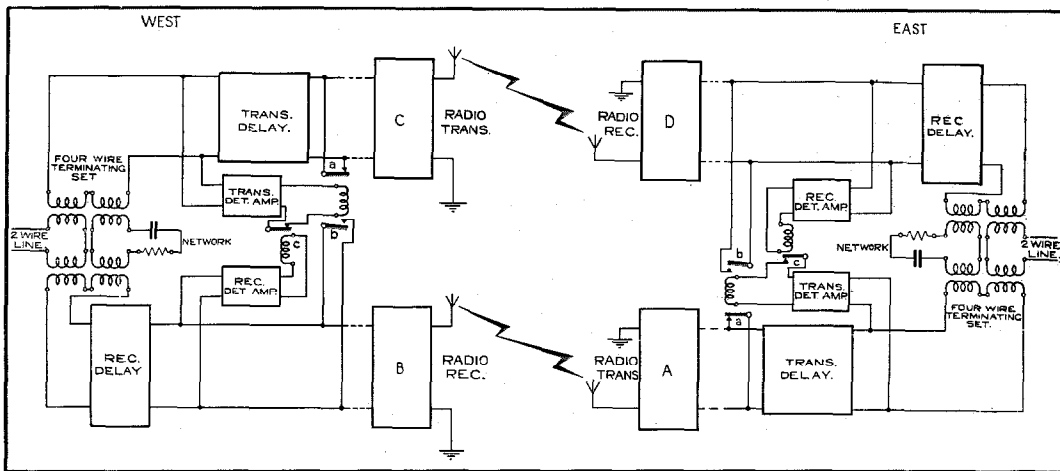 WEST
EAST
TRANS.
DELAY.
C
RADIO
TRANS.
RADIO
REC.
D
REC
DELAY.
FOUR WIRE
TERMINATING
SET
a
TRANS.
DET. AMP.
2 WIRE
LINE
NETWORK
b
c
REC.
DET. AMP.
REC.
DET. AMP.
b
c
NETWORK
2 WIRE
LINE
TRANS.
DET. AMP.
a
FOUR WIRE
TERMINATING
SET.
REC.
DELAY.
B
RADIO
REC.
RADIO
TRANS
A
TRANS.
DELAY.